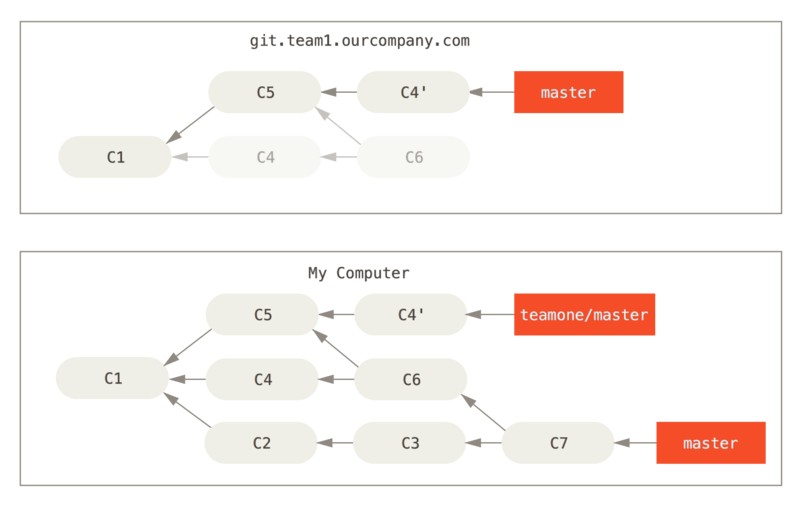 git.team1.ourcompany.com
C5 C4' master
C1 C4 C6
My Computer
C5 C4' teamone/master
C1 C4 C6
C2 C3 C7 master